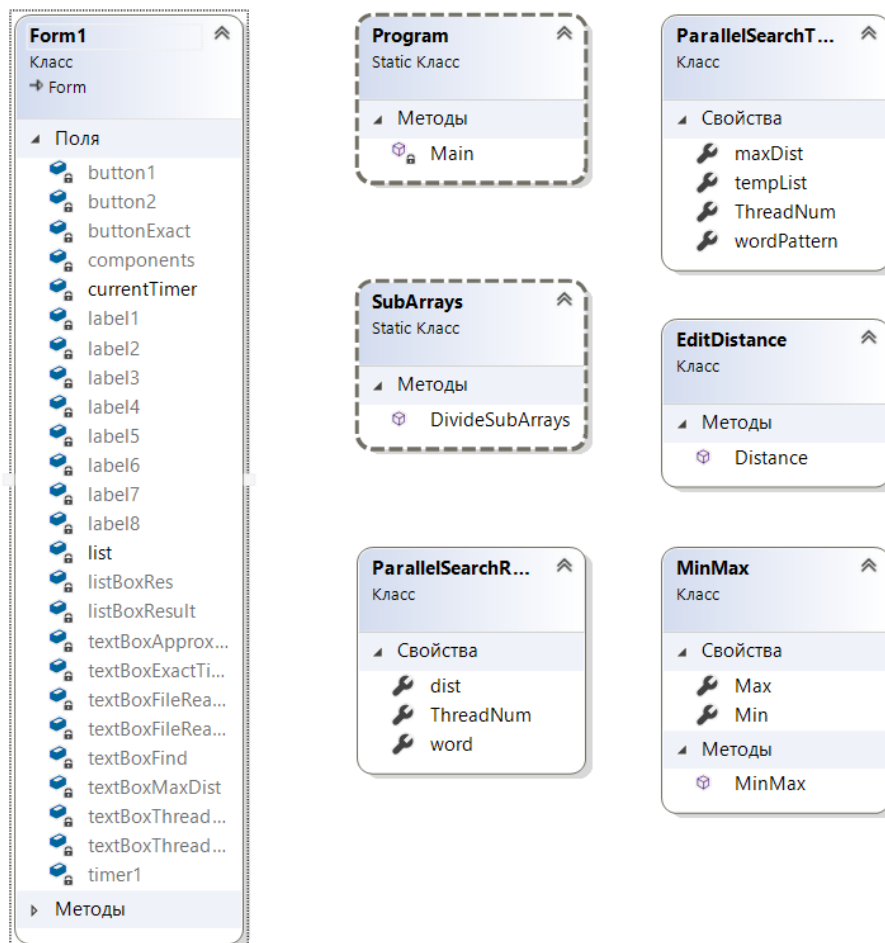 Form1
Класс
Form
Поля
button1
button2
buttonExact
components
currentTimer
label1
label2
label3
label4
label5
label6
label7
label8
list
listBoxRes
listBoxResult
textBoxApprox...
textBoxExactTi...
textBoxFileRea...
textBoxFileRea...
textBoxFind
textBoxMaxDist
textBoxThread...
textBoxThread...
timer1
Методы
Program
Static Класс
Методы
Main
SubArrays
Static Класс
Методы
DivideSubArrays
ParallelSearchR...
Класс
Свойства
dist
ThreadNum
word
ParallelSearchT...
Класс
Свойства
maxDist
tempList
ThreadNum
wordPattern
EditDistance
Класс
Методы
Distance
MinMax
Класс
Свойства
Max
Min
Методы
MinMax